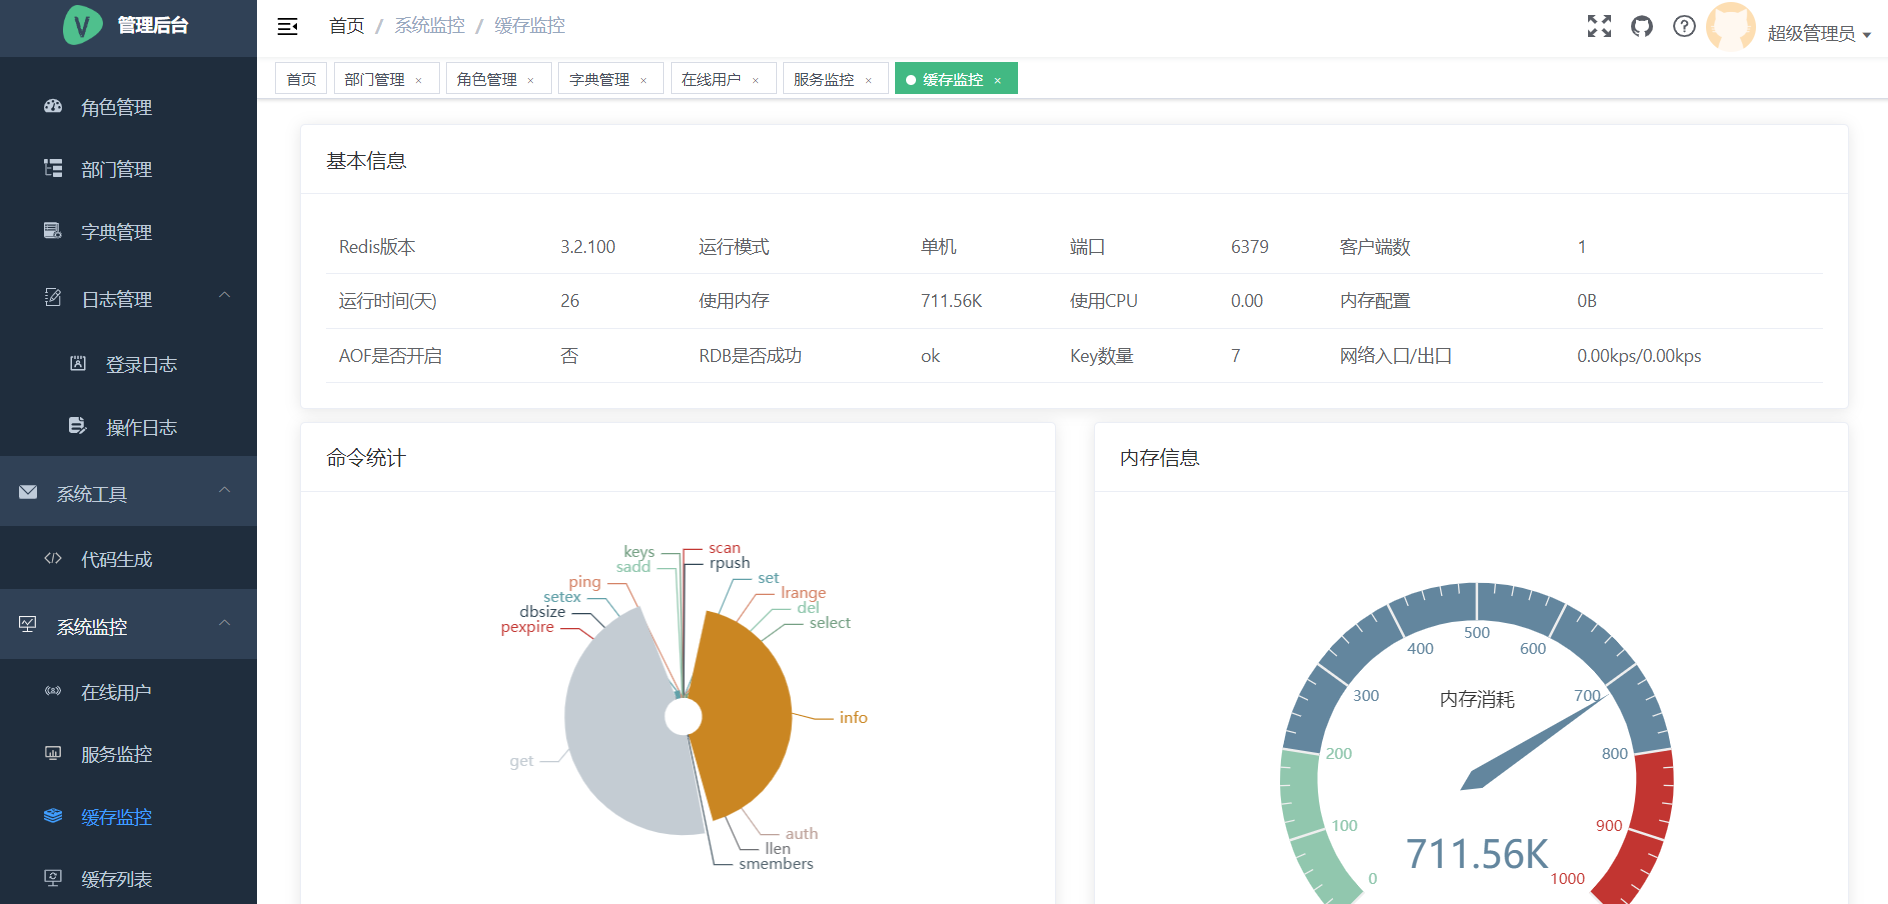 V 管理后台
角色管理
部门管理
字典管理
日志管理
登录日志
操作日志
系统工具
代码生成
系统监控
在线用户
服务监控
缓存监控
缓存列表
首页 / 系统监控 / 缓存监控
超级管理员
首页 部门管理 × 角色管理 × 字典管理 × 在线用户 × 服务监控 × 缓存监控 ×
基本信息
Redis版本 3.2.100 运行模式 单机 端口 6379 客户端数 1
运行时间(天) 26 使用内存 711.56K 使用CPU 0.00 内存配置 0B
AOF是否开启 否 RDB是否成功 ok Key数量 7 网络入口/出口 0.00kps/0.00kps
命令统计
keys
sadd
ping
setex
dbsize
pexpire
get
scan
rpush
set
lrange
del
select
info
auth
llen
smembers
内存信息
内存消耗
0
100
200
300
400
500
600
700
800
900
1000
711.56K